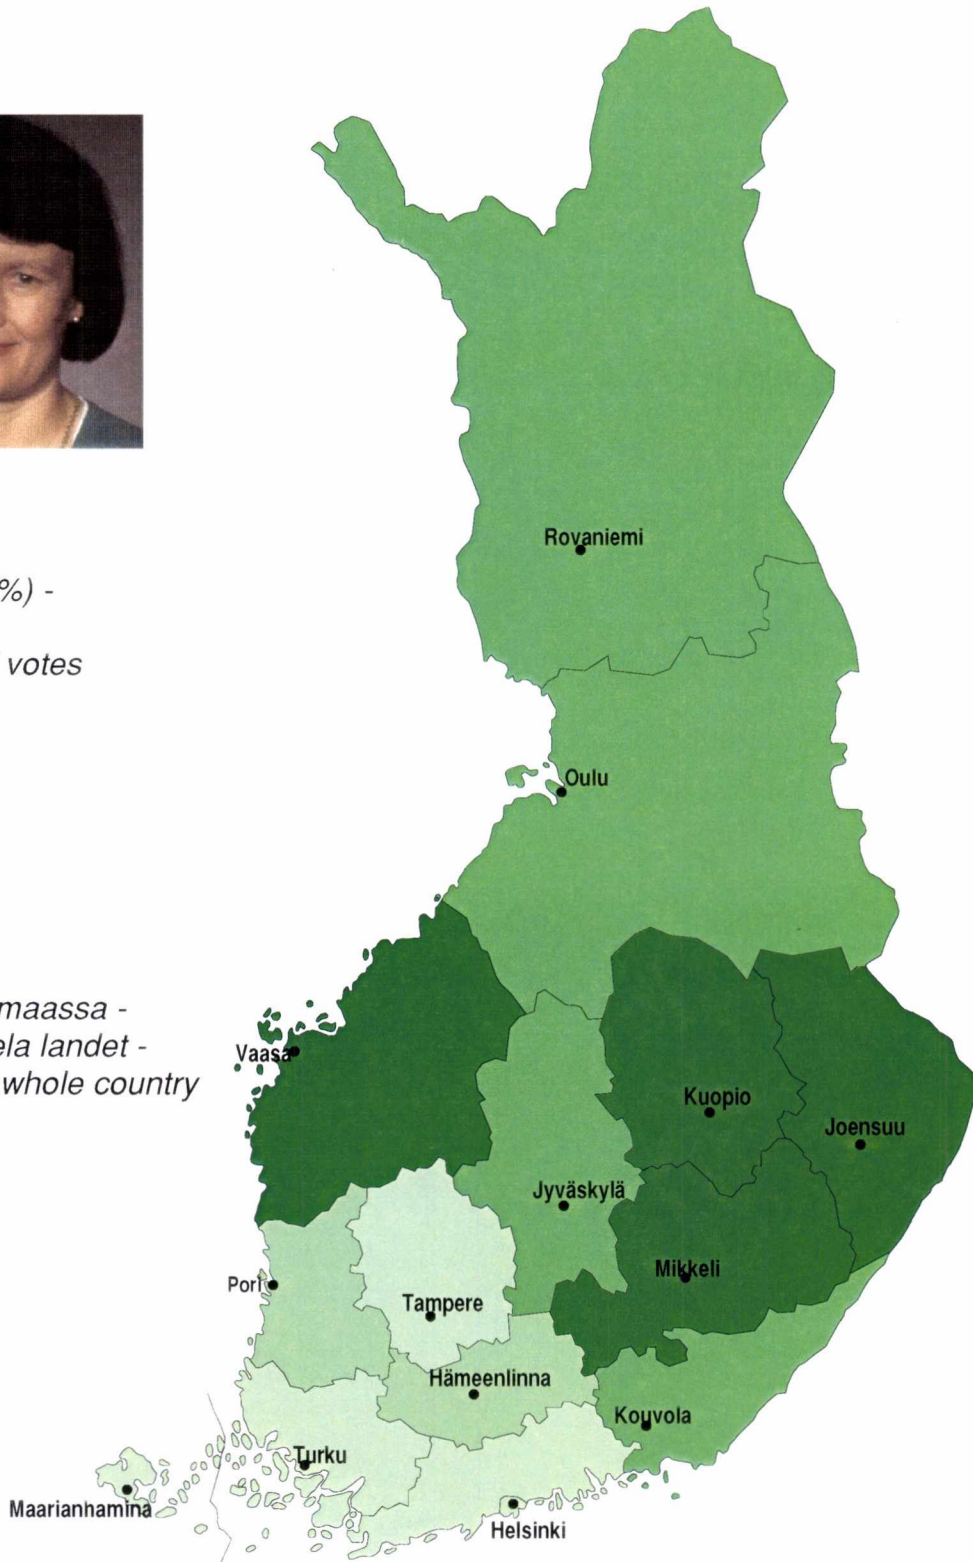 %) -
votes
maassa -
ela landet -
whole country
Rovaniemi
Oulu
Vaasa
Kuopio
Joensuu
Jyväskylä
Mikkeli
Pori
Tampere
Hämeenlinna
Kouvola
Turku
Maarianhamina
Helsinki